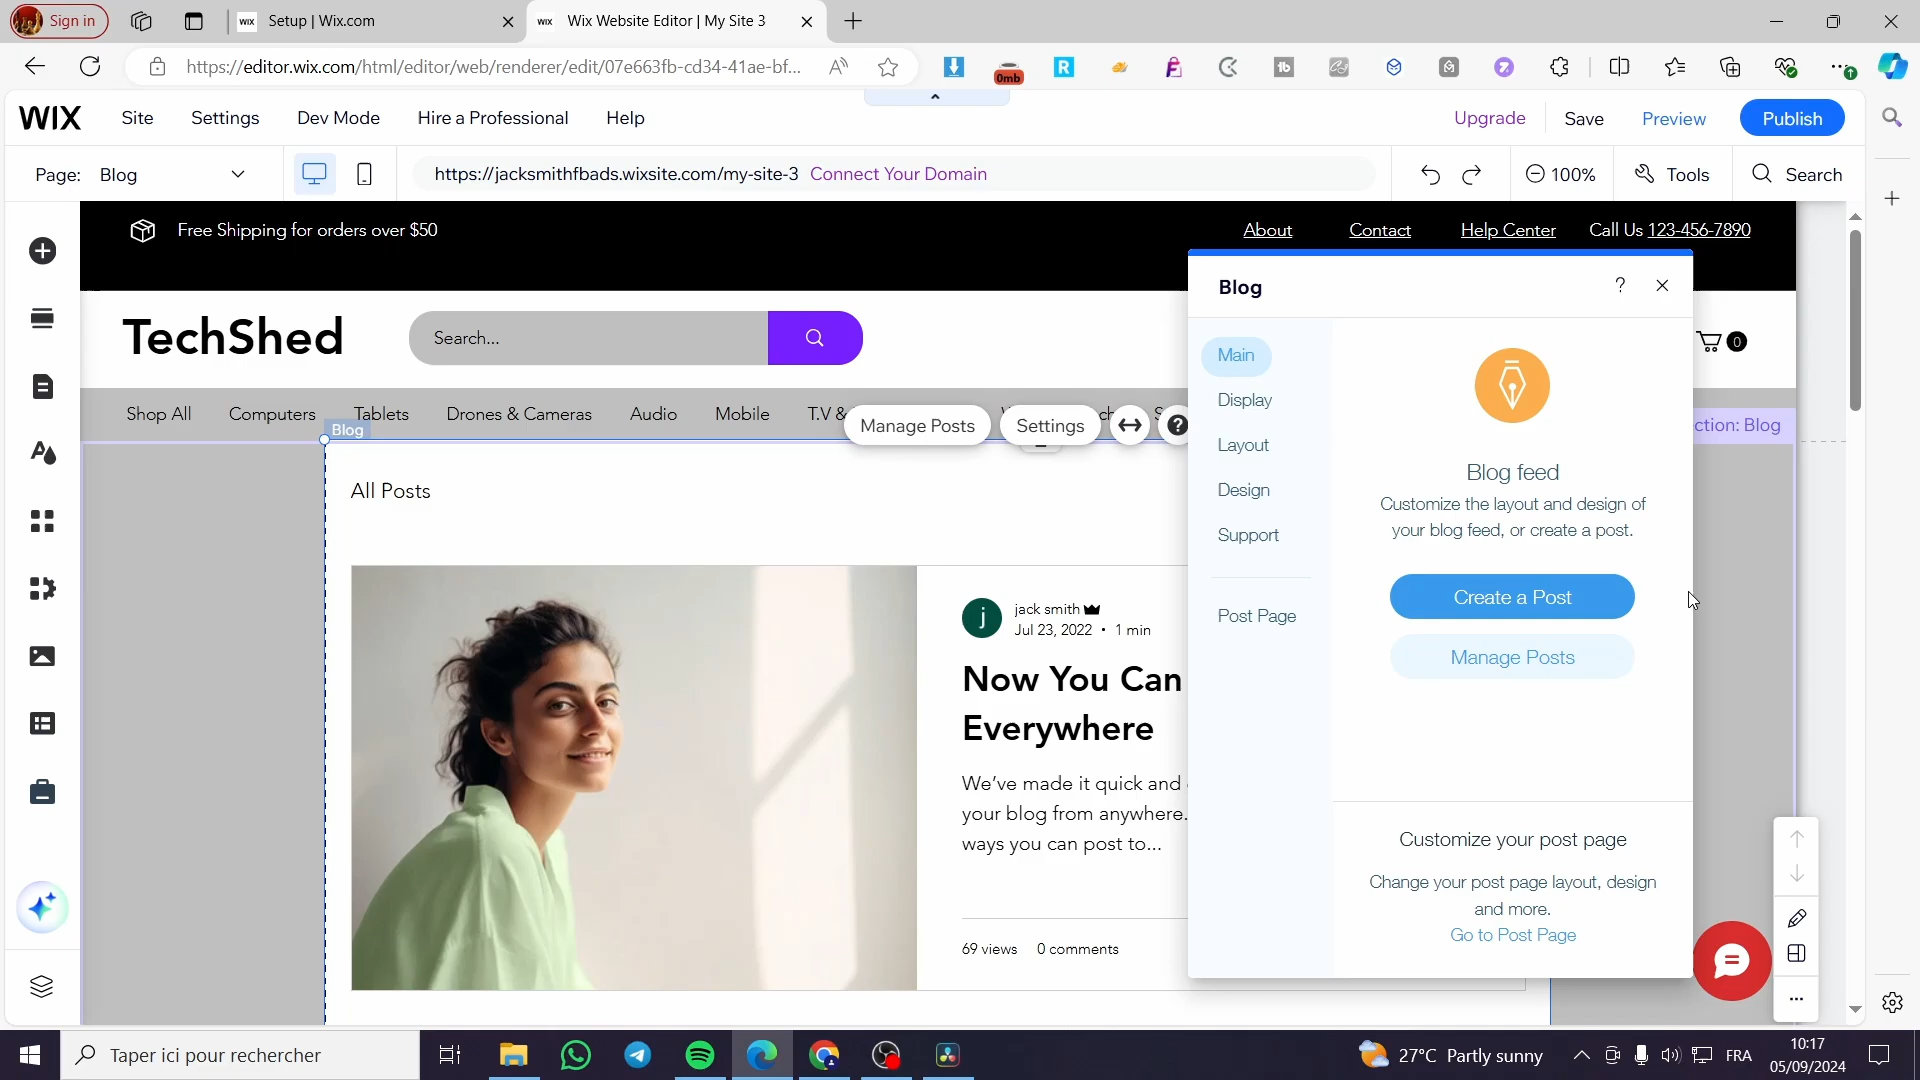 Sign in
Setup | Wix.com
Wix Website Editor | My Site 3
https://editor.wix.com/html/editor/web/renderer/edit/07e663fb-cd34-41ae-bf...
0mb
WIX
Site
Settings
Dev Mode
Hire a Professional
Help
Upgrade
Save
Preview
Publish
Page: Blog
https://jacksmithfbads.wixsite.com/my-site-3 Connect Your Domain
100%
Tools
Search
Free Shipping for orders over $50
About
Contact
Help Center
Call Us 123-456-7890
TechShed
Search...
0
Shop All
Computers
Tablets
Drones & Cameras
Audio
Mobile
T.V &
Blog
Manage Posts
Settings
ction: Blog
All Posts
j
jack smith
Jul 23, 2022 • 1 min
Now You Can
Everywhere
We've made it quick and
your blog from anywhere.
ways you can post to...
69 views
0 comments
Blog
?
Main
Display
Layout
Design
Support
Post Page
Blog feed
Customize the layout and design of
your blog feed, or create a post.
Create a Post
Manage Posts
Customize your post page
Change your post page layout, design
and more.
Go to Post Page
Taper ici pour rechercher
27°C Partly sunny
FRA
10:17
05/09/2024